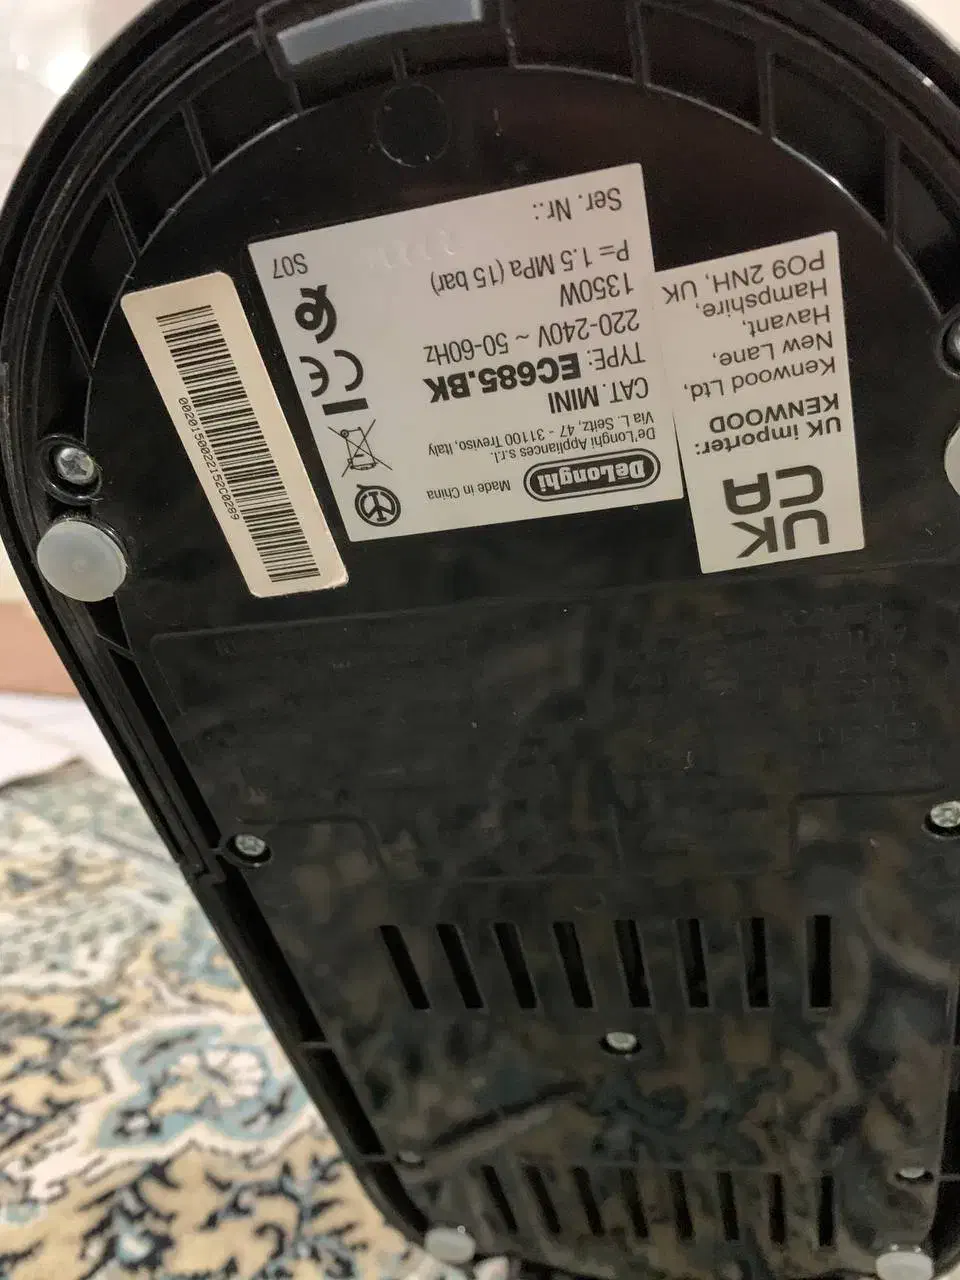 DeLonghi
Made in China
De'Longhi Appliances s.r.l.
Via L. Seitz, 47 - 31100 Treviso, Italy
CAT. MINI
TYPE: EC685.BK
220-240V ~ 50-60Hz
1350W
P= 1.5 MPa (15 bar)
Ser. Nr.:
S07
CE
UK
CA
UK importer:
KENWOOD
Kenwood Ltd,
New Lane,
Havant,
Hampshire,
PO9 2NH, UK